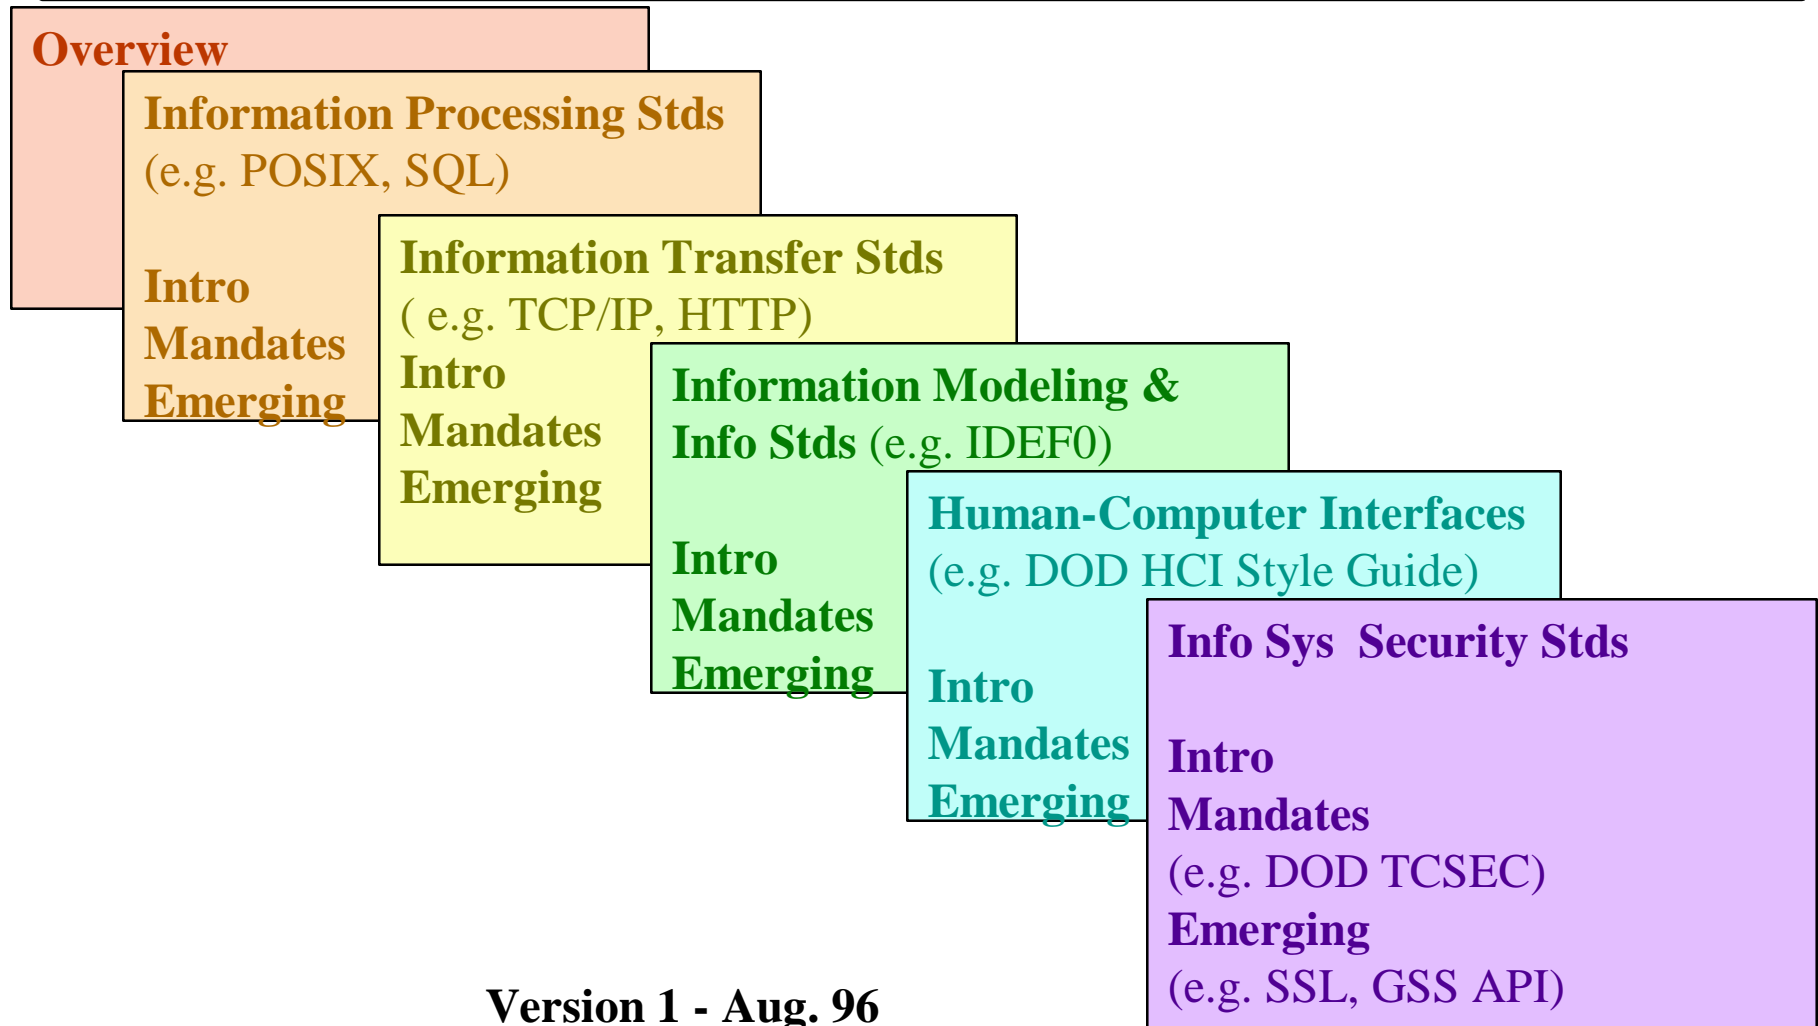 Overview
Information Processing Stds
(e.g. POSIX, SQL)
Intro
Mandates
Emerging
Information Transfer Stds
( e.g. TCP/IP, HTTP)
Intro
Mandates
Emerging
Information Modeling &
Info Stds (e.g. IDEF0)
Intro
Mandates
Emerging
Human-Computer Interfaces
(e.g. DOD HCI Style Guide)
Intro
Mandates
Emerging
Info Sys  Security Stds
Intro
Mandates
(e.g. DOD TCSEC)
Emerging
(e.g. SSL, GSS API)
Version 1 - Aug. 96